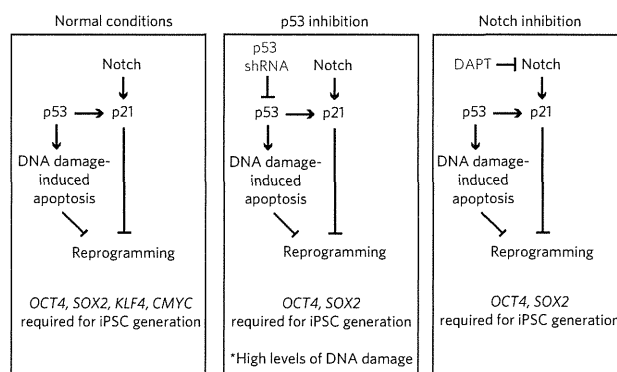 Normal conditions
Notch
p53
p21
DNA damage-
induced
apoptosis
Reprogramming
OCT4, SOX2, KLF4, CMYC
required for iPSC generation
p53 inhibition
p53
shRNA
Notch
p53
p21
DNA damage-
induced
apoptosis
Reprogramming
OCT4, SOX2
required for iPSC generation
*High levels of DNA damage
Notch inhibition
DAPT
Notch
p53
p21
DNA damage-
induced
apoptosis
Reprogramming
OCT4, SOX2
required for iPSC generation